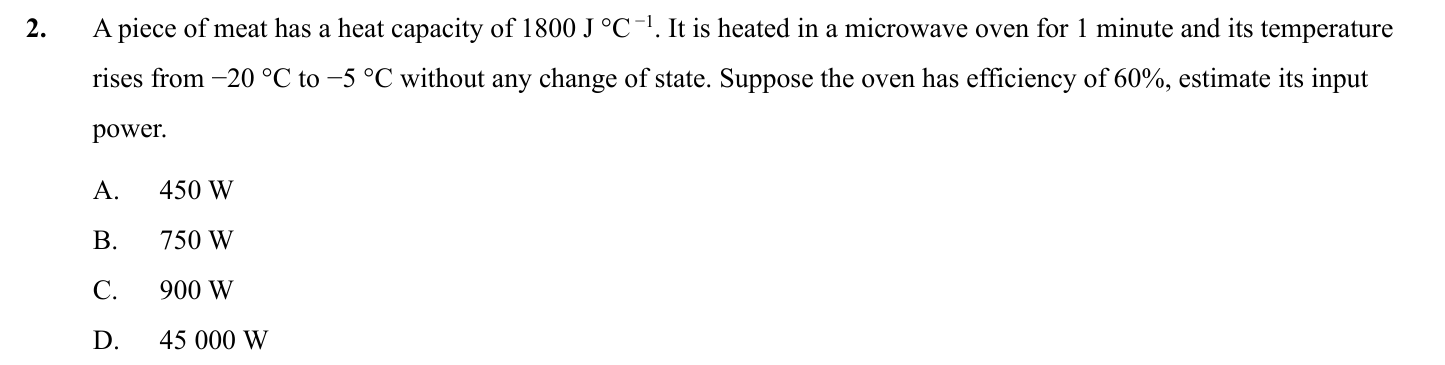 2. A piece of meat has a heat capacity of 1800 J °C⁻¹. It is heated in a microwave oven for 1 minute and its temperature
rises from −20 °C to −5 °C without any change of state. Suppose the oven has efficiency of 60%, estimate its input
power.
A. 450 W
B. 750 W
C. 900 W
D. 45 000 W